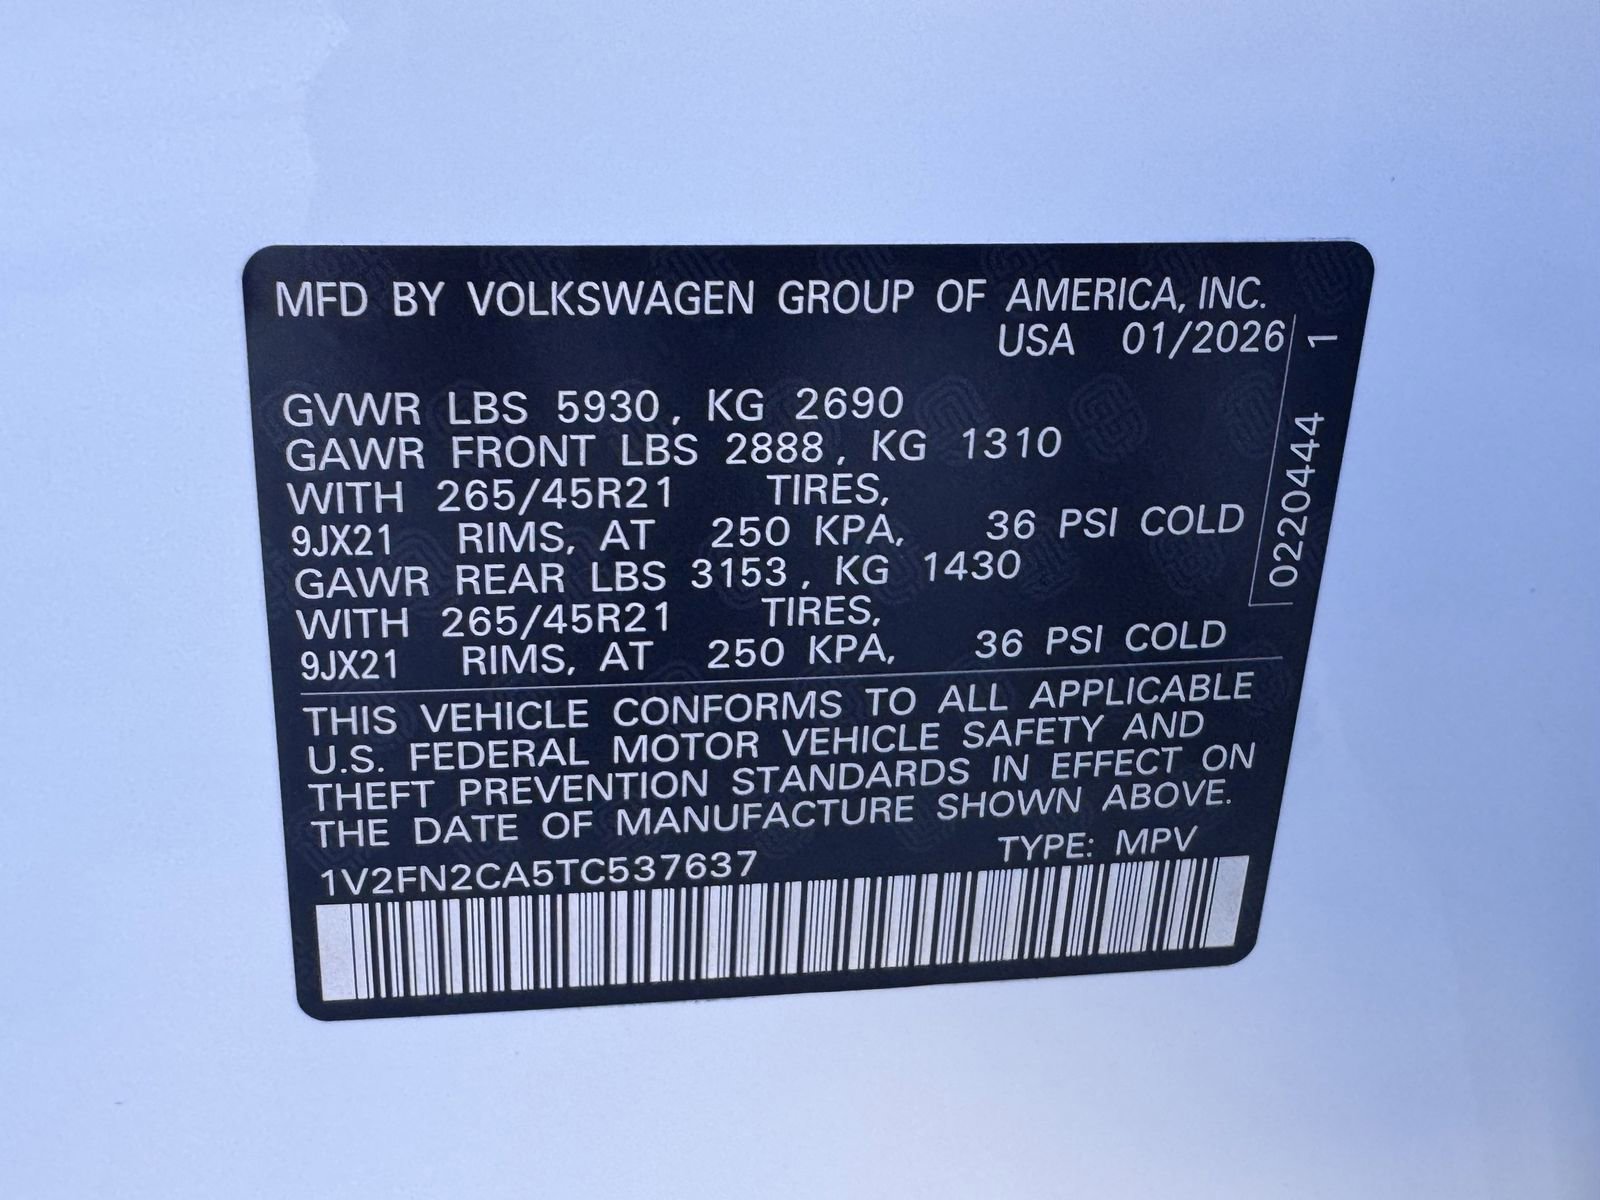 MFD BY VOLKSWAGEN GROUP OF AMERICA, INC.
USA 01/2026
GVWR LBS 5930, KG 2690
GAWR FRONT LBS 2888, KG 1310
WITH 265/45R21 TIRES,
9JX21 RIMS, AT 250 KPA, 36 PSI COLD
GAWR REAR LBS 3153, KG 1430
WITH 265/45R21 TIRES,
9JX21 RIMS, AT 250 KPA, 36 PSI COLD
THIS VEHICLE CONFORMS TO ALL APPLICABLE
U.S. FEDERAL MOTOR VEHICLE SAFETY AND
THEFT PREVENTION STANDARDS IN EFFECT ON
THE DATE OF MANUFACTURE SHOWN ABOVE.
1V2FN2CA5TC537637 TYPE: MPV
0220444 1